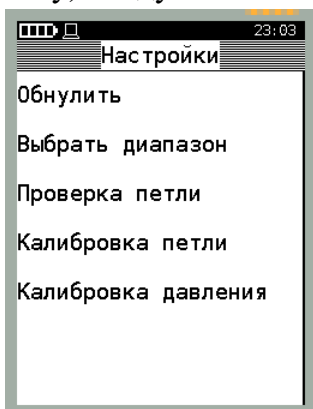 23:03
Настройки
Обнулить
Выбрать диапазон
Проверка петли
Калибровка петли
Калибровка давления